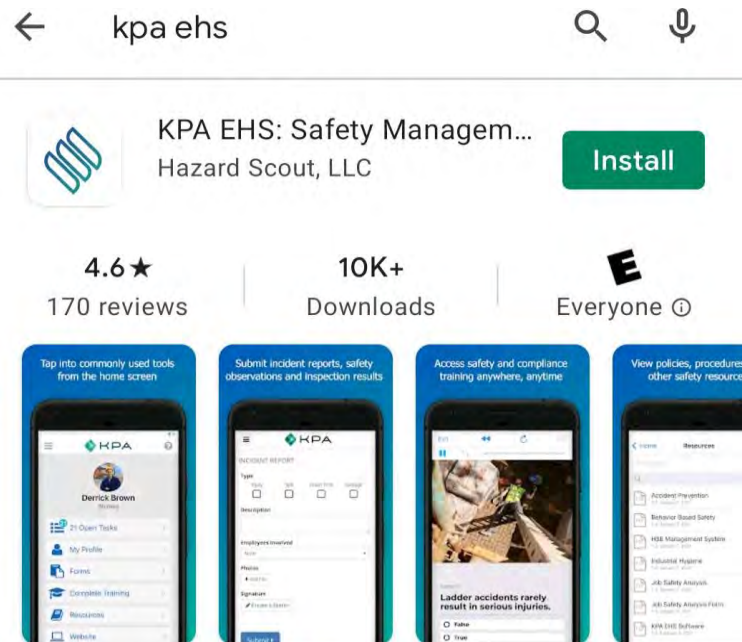 kpa ehs
KPA EHS: Safety Managem...
Hazard Scout, LLC
Install
4.6★
170 reviews
10K+
Downloads
E
Everyone
Tap into commonly used tools
from the home screen
KPA
Derrick Brown
21 Open Tasks
My Profile
Forms
Complete Training
Resources
Website
Submit incident reports, safety
observations and inspection results
KPA
INCIDENT REPORT
Type
Description
Employees Involved
Photos
Signature
Submit
Access safety and compliance
training anywhere, anytime
Ladder accidents rarely
result in serious injuries.
False
True
View policies, procedures
other safety resource
Home
Resources
Accident Prevention
Behavior Based Safety
HSE Management System
Industrial Hygiene
Job Safety Analysis
Job Safety Analysis Form
KPA EHS Software